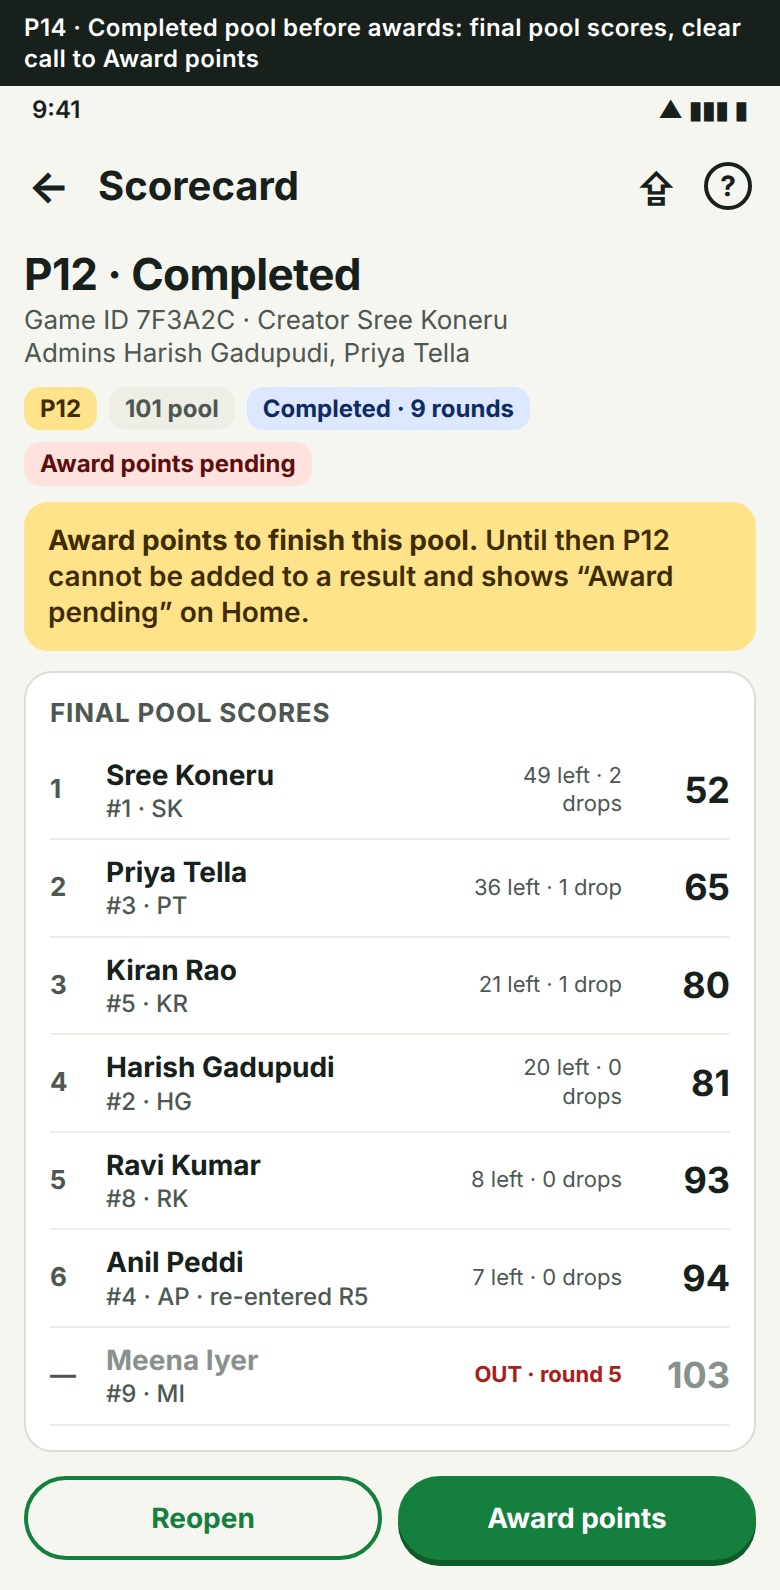 P14 · Completed pool before awards: final pool scores, clear
call to Award points
9:41
Scorecard
?
P12 · Completed
Game ID 7F3A2C · Creator Sree Koneru
Admins Harish Gadupudi, Priya Tella
P12
101 pool
Completed · 9 rounds
Award points pending
Award points to finish this pool. Until then P12
cannot be added to a result and shows “Award
pending” on Home.
FINAL POOL SCORES
1
Sree Koneru
#1 · SK
49 left · 2
drops
52
2
Priya Tella
#3 · PT
36 left · 1 drop
65
3
Kiran Rao
#5 · KR
21 left · 1 drop
80
4
Harish Gadupudi
#2 · HG
20 left · 0
drops
81
5
Ravi Kumar
#8 · RK
8 left · 0 drops
93
6
Anil Peddi
#4 · AP · re-entered R5
7 left · 0 drops
94
—
Meena Iyer
#9 · MI
OUT · round 5
103
Reopen
Award points